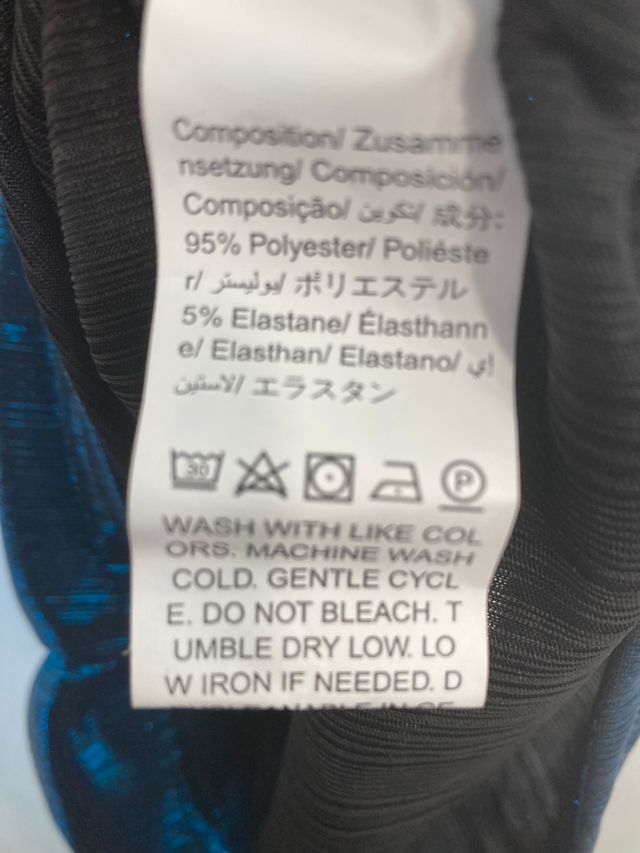 Composition/ Zusamme
nsetzung/ Composición/
Composição/ تكوين/ 成分:
95% Polyester/ Poliéste
r/ بوليستر/ ポリエステル
5% Elastane/ Élasthann
e/ Elasthan/ Elastano/ إي
لاستين/ エラスタン
30 P
WASH WITH LIKE COL
ORS. MACHINE WASH
COLD. GENTLE CYCL
E. DO NOT BLEACH. T
UMBLE DRY LOW. LO
W IRON IF NEEDED. D